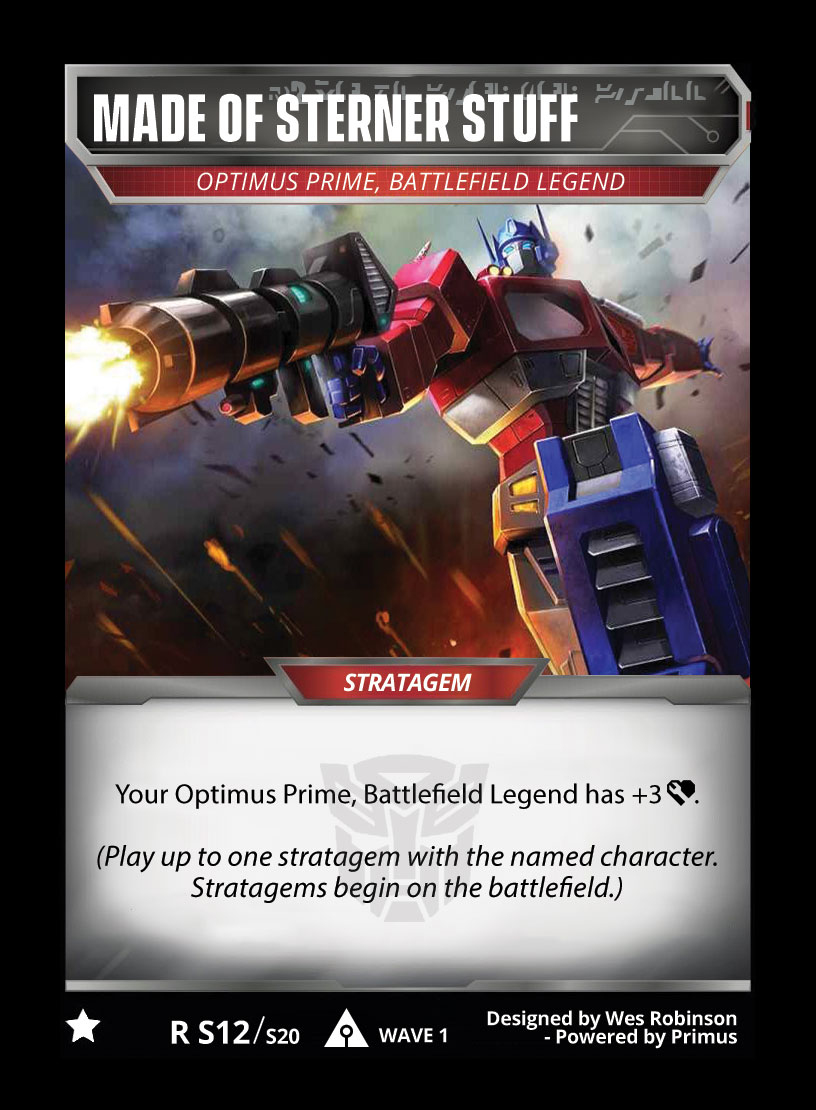 MADE OF STERNER STUFF
OPTIMUS PRIME, BATTLEFIELD LEGEND
STRATAGEM
Your Optimus Prime, Battlefield Legend has +3 .
(Play up to one stratagem with the named character.
Stratagems begin on the battlefield.)
R S12/S20 WAVE 1
Designed by Wes Robinson
- Powered by Primus